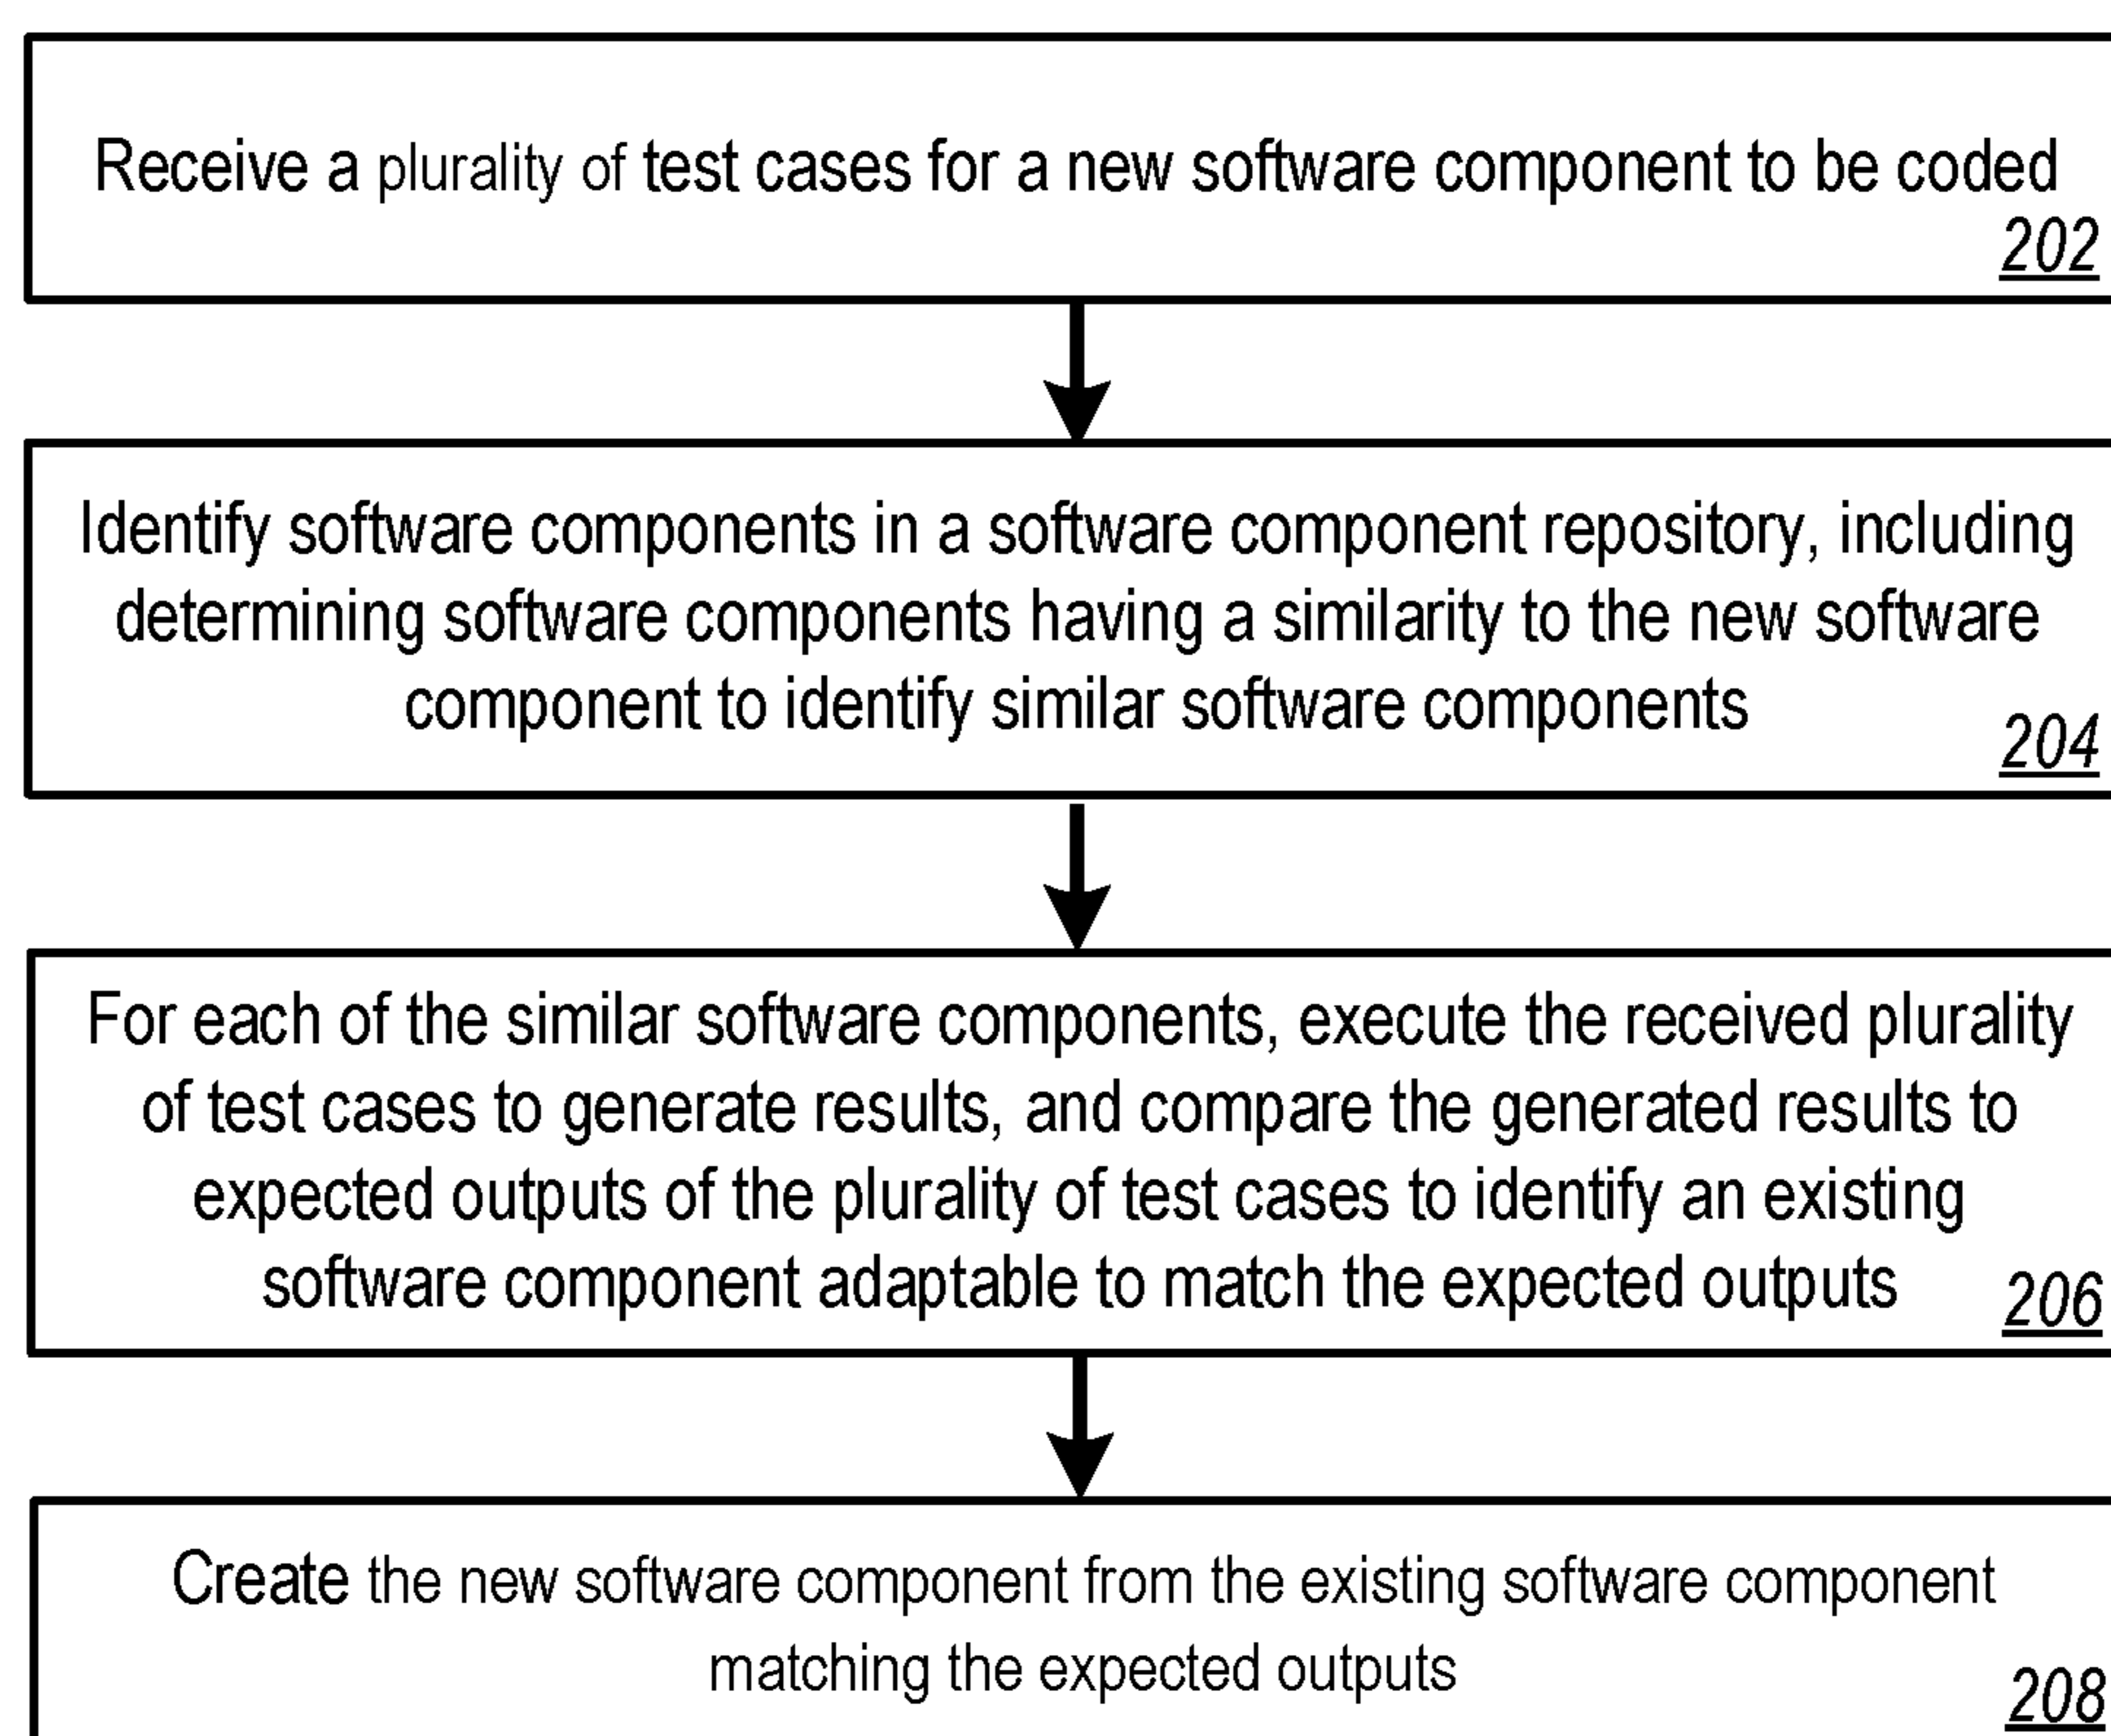 Receive a plurality of test cases for a new software component to be coded
202
Identify software components in a software component repository, including
determining software components having a similarity to the new software
component to identify similar software components
204
For each of the similar software components, execute the received plurality
of test cases to generate results, and compare the generated results to
expected outputs of the plurality of test cases to identify an existing
software component adaptable to match the expected outputs
206
Create the new software component from the existing software component
matching the expected outputs
208